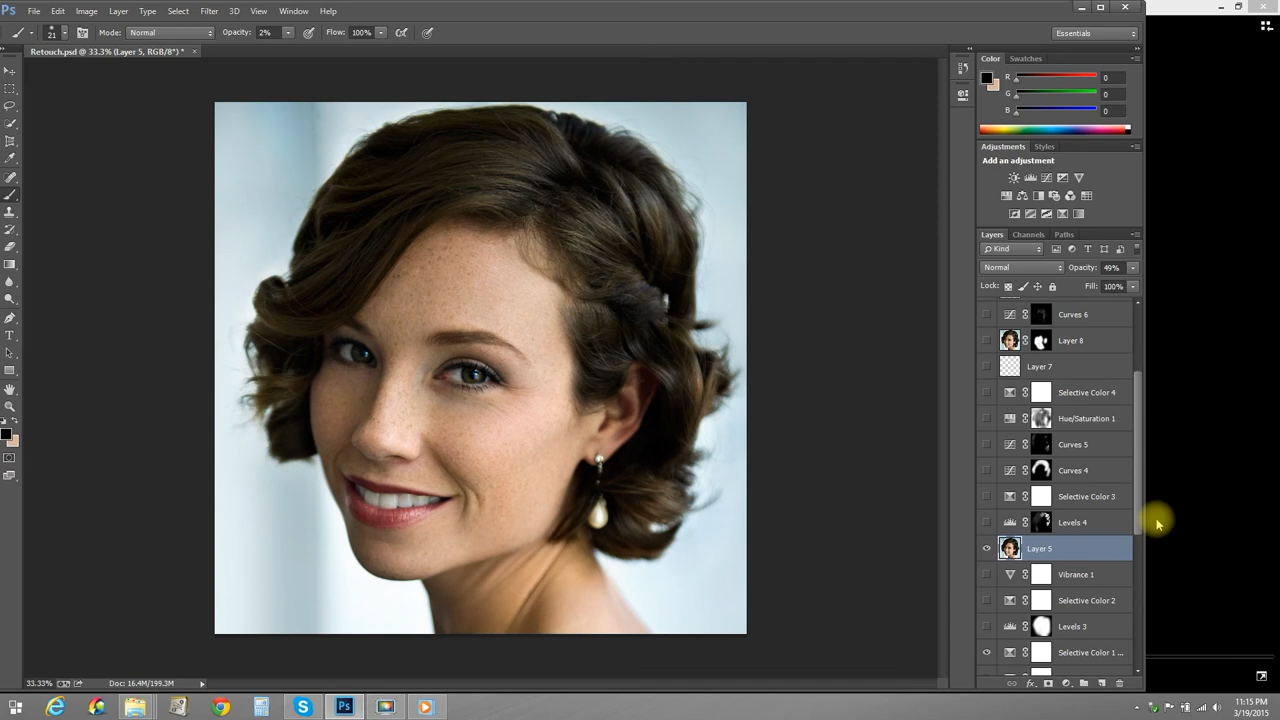 Ps File Edit Image Layer Type Select Filter 3D View Window Help
21 Mode: Normal Opacity: 2% Flow: 100% Essentials
Retouch.psd @ 33.3% (Layer 5, RGB/8*) * ×
Color Swatches
R 0
G 0
B 0
Adjustments Styles
Add an adjustment
Layers Channels Paths
Kind T
Normal Opacity: 49%
Lock: Fill: 100%
Curves 6
Layer 8
Layer 7
Selective Color 4
Hue/Saturation 1
Curves 5
Curves 4
Selective Color 3
Levels 4
Layer 5
Vibrance 1
Selective Color 2
Levels 3
Selective Color 1 ...
fx
33.33% Doc: 16.4M/199.3M
Ps
11:15 PM
3/19/2015